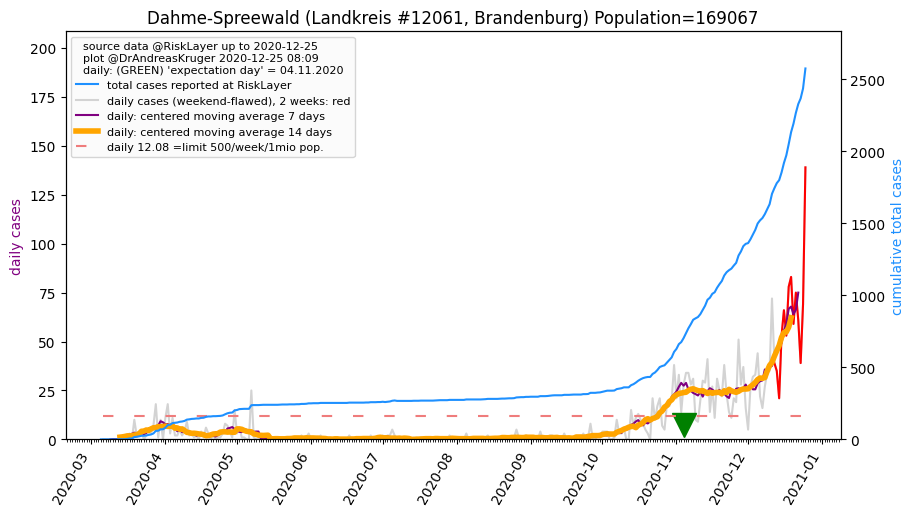 Dahme-Spreewald (Landkreis #12061, Brandenburg) Population=169067
source data @RiskLayer up to 2020-12-25
plot @DrAndreasKruger 2020-12-25 08:09
daily: (GREEN) 'expectation day' = 04.11.2020
total cases reported at RiskLayer
daily cases (weekend-flawed), 2 weeks: red
daily: centered moving average 7 days
daily: centered moving average 14 days
daily 12.08 =limit 500/week/1mio pop.
daily cases
200
175
150
125
100
75
50
25
0
cumulative total cases
2500
2000
1500
1000
500
0
2020-03
2020-04
2020-05
2020-06
2020-07
2020-08
2020-09
2020-10
2020-11
2020-12
2021-01